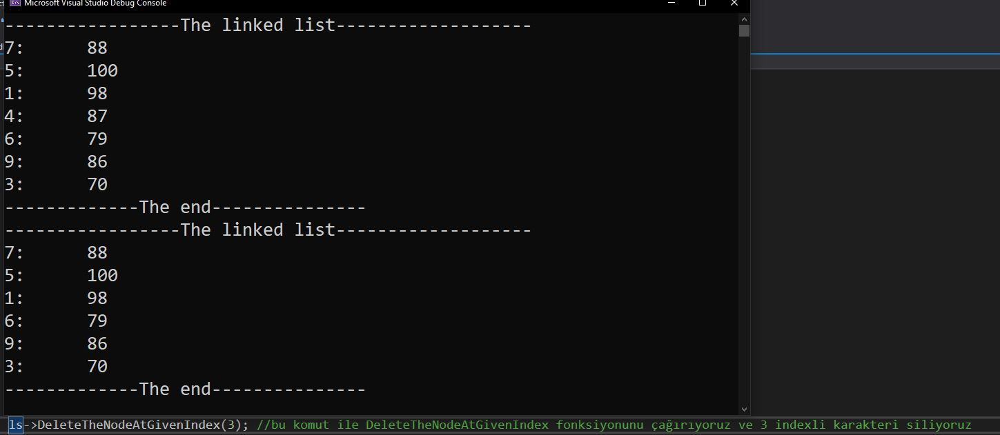 Microsoft Visual Studio Debug Console
-----------------The linked list-------------------
7: 88
5: 100
1: 98
4: 87
6: 79
9: 86
3: 70
-------------The end---------------
-----------------The linked list-------------------
7: 88
5: 100
1: 98
6: 79
9: 86
3: 70
-------------The end---------------
ls->DeleteTheNodeAtGivenIndex(3); //bu komut ile DeleteTheNodeAtGivenIndex fonksiyonunu çağırıyoruz ve 3 indexli karakteri siliyoruz